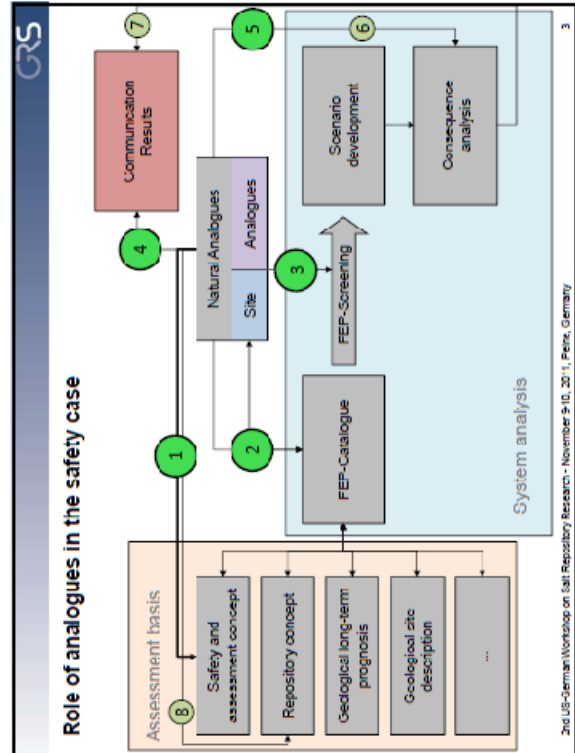 GRS
Role of analogues in the safety case
Assessment basis
8
Safety and
assessment concept
Repository concept
Geological long-term
prognosis
Geological site
description
...
1
2
3
4
5
6
7
Natural Analogues
Site
Analogues
Communication
Resuts
FEP-Catalogue
FEP-Screening
Scenario
development
Consequence
analysis
System analysis
2nd US-German Workshop on Salt Repository Research - November 9-10, 2011, Peine, Germany
3